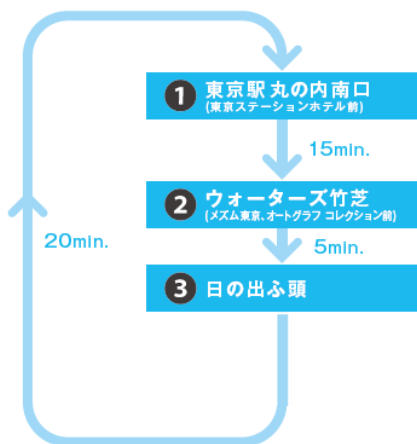 1 東京駅 丸の内南口
(東京ステーションホテル前)
15min.
2 ウォーターズ竹芝
(メズム東京、オートグラフ コレクション前)
20min.
5min.
3 日の出ふ頭